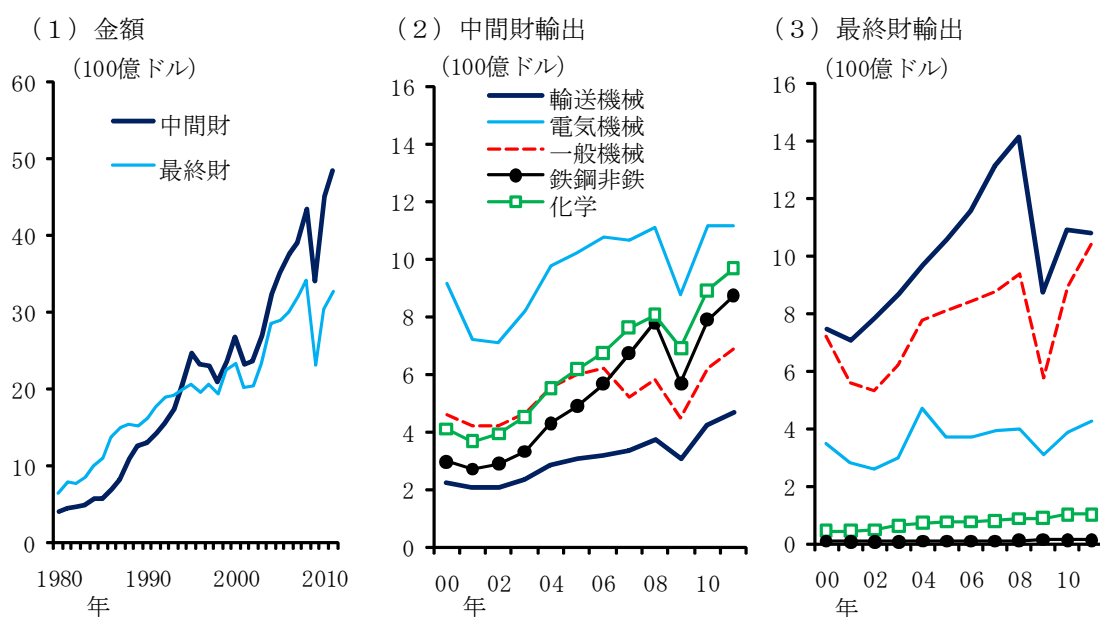 （１）金額
(100億ドル)
60
50
40
30
20
10
0
中間財
最終財
1980
1990
2000
2010
年
（２）中間財輸出
(100億ドル)
16
14
12
10
8
6
4
2
0
輸送機械
電気機械
一般機械
鉄鋼非鉄
化学
00
02
04
06
08
10
年
（３）最終財輸出
(100億ドル)
16
14
12
10
8
6
4
2
0
00
02
04
06
08
10
年